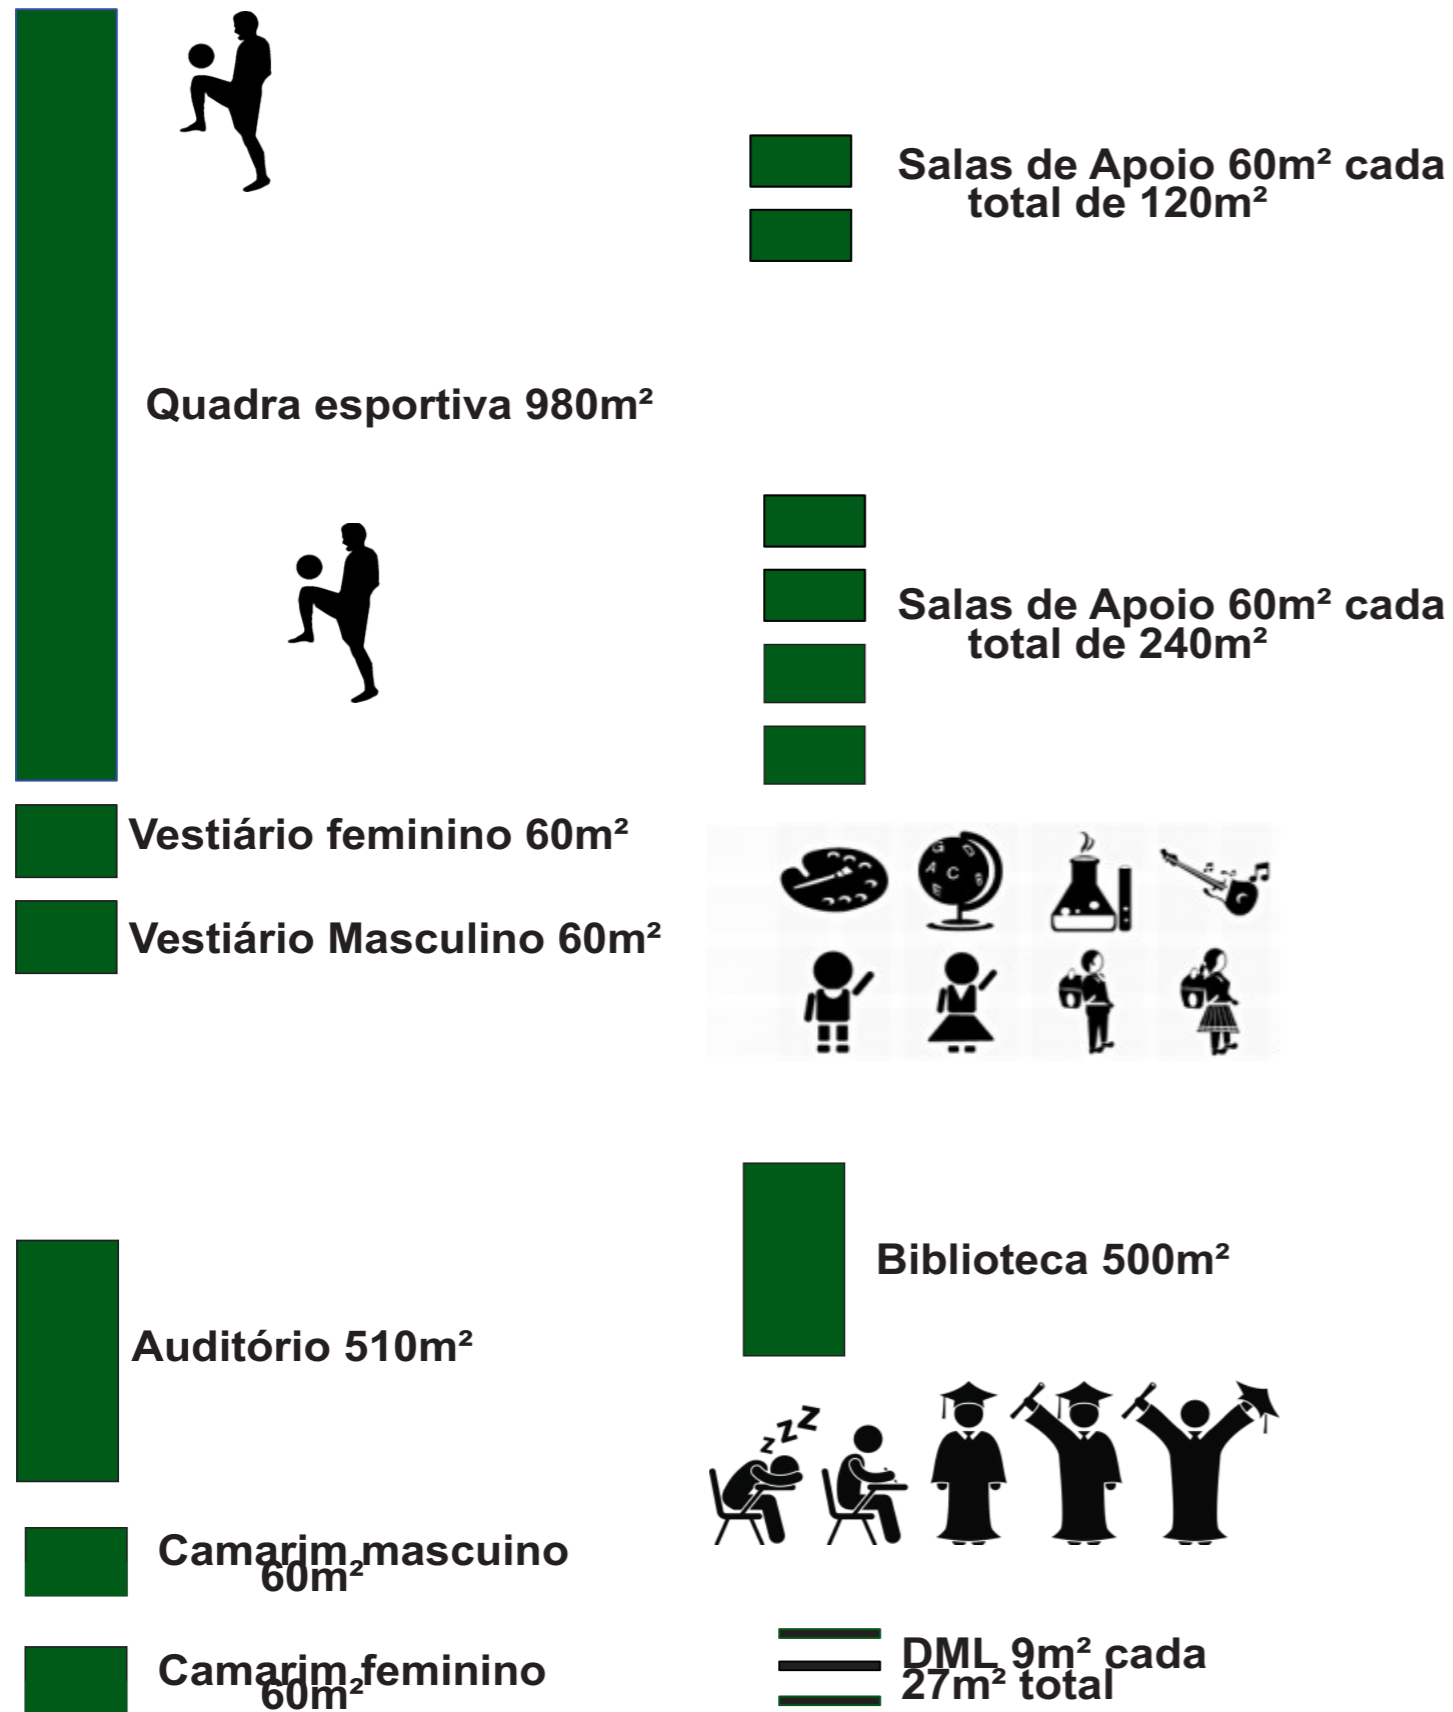 Quadra esportiva 980m²
Vestiário feminino 60m²
Vestiário Masculino 60m²
Auditório 510m²
Camarim mascuino
60m²
Camarim feminino
60m²
Salas de Apoio 60m² cada
total de 120m²
Salas de Apoio 60m² cada
total de 240m²
Biblioteca 500m²
z z Z
DML 9m² cada
27m² total